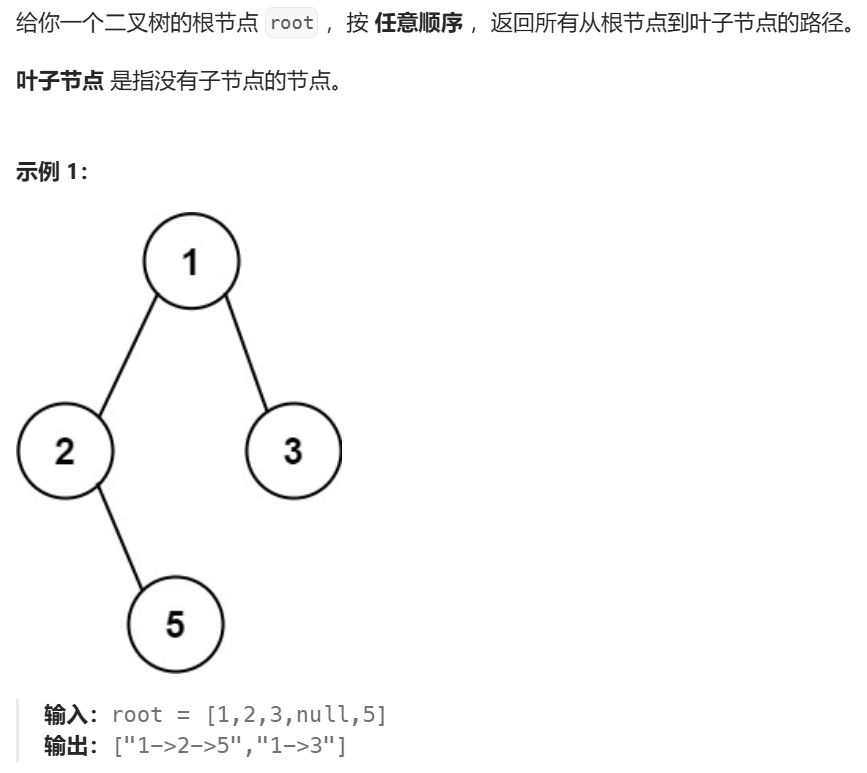 给你一个二叉树的根节点 root ，按 任意顺序 ，返回所有从根节点到叶子节点的路径。
叶子节点 是指没有子节点的节点。
示例 1：
1
2
3
5
输入：root = [1,2,3,null,5]
输出：["1->2->5","1->3"]